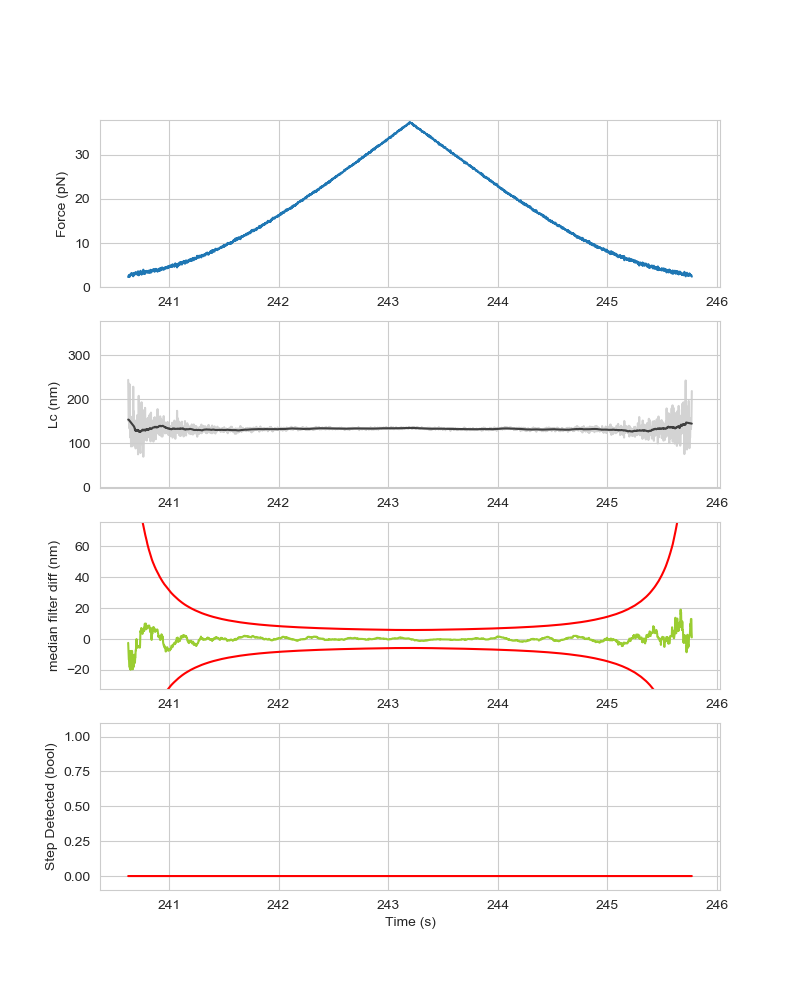 30
20
10
0
Force (pN)
241 242 243 244 245 246
300
200
100
0
Lc (nm)
241 242 243 244 245 246
60
40
20
0
−20
median filter diff (nm)
241 242 243 244 245 246
1.00
0.75
0.50
0.25
0.00
Step Detected (bool)
241 242 243 244 245 246
Time (s)